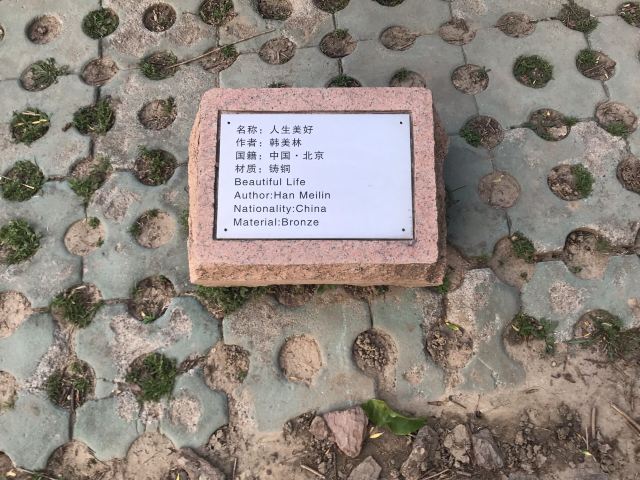 名称：人生美好
作者：韩美林
国籍：中国·北京
材质：铸铜
Beautiful Life
Author:Han Meilin
Nationality:China
Material:Bronze